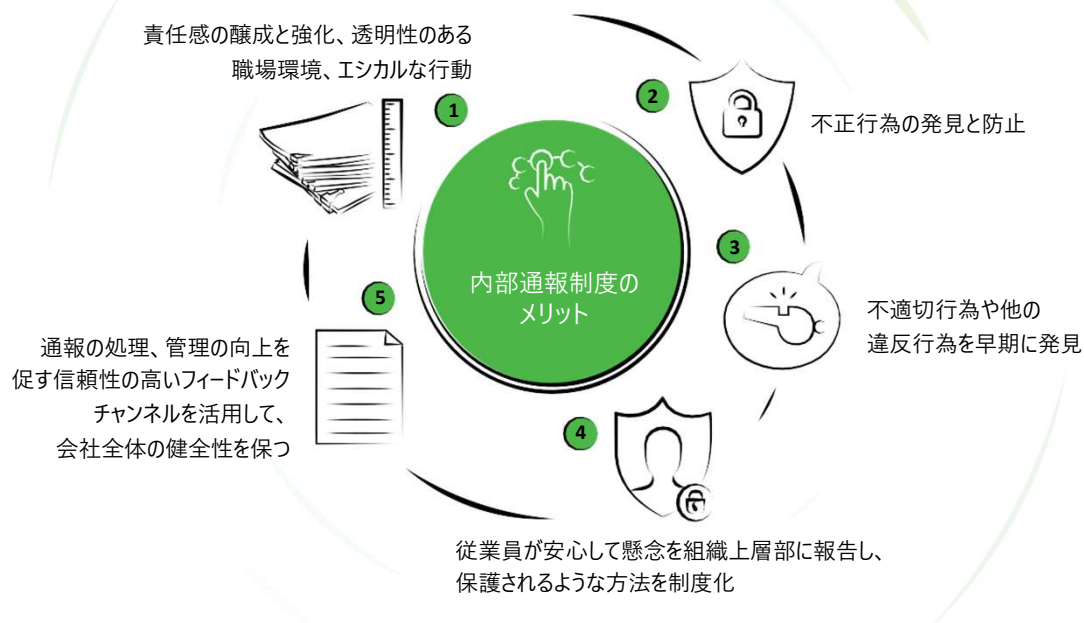 責任感の醸成と強化、透明性のある
職場環境、エシカルな行動
1
2
不正行為の発見と防止
3
不適切行為や他の
違反行為を早期に発見
4
従業員が安心して懸念を組織上層部に報告し、
保護されるような方法を制度化
5
通報の処理、管理の向上を
促す信頼性の高いフィードバック
チャンネルを活用して、
会社全体の健全性を保つ
内部通報制度の
メリット